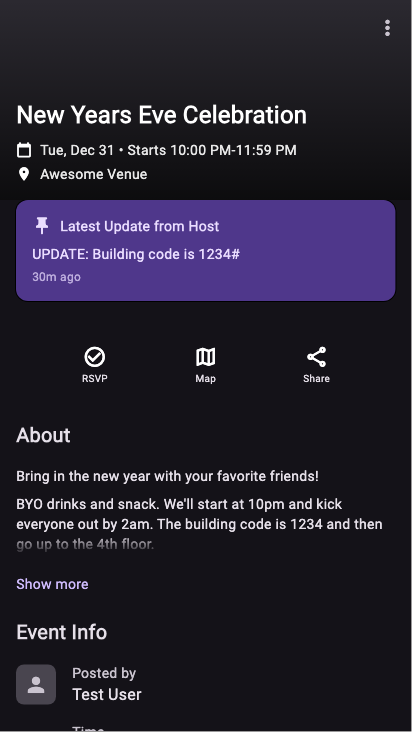 New Years Eve Celebration
Tue, Dec 31 • Starts 10:00 PM-11:59 PM
Awesome Venue
Latest Update from Host
UPDATE: Building code is 1234#
30m ago
RSVP
Map
Share
About
Bring in the new year with your favorite friends!
BYO drinks and snack. We'll start at 10pm and kick
everyone out by 2am. The building code is 1234 and then
go up to the 4th floor.
Show more
Event Info
Posted by
Test User